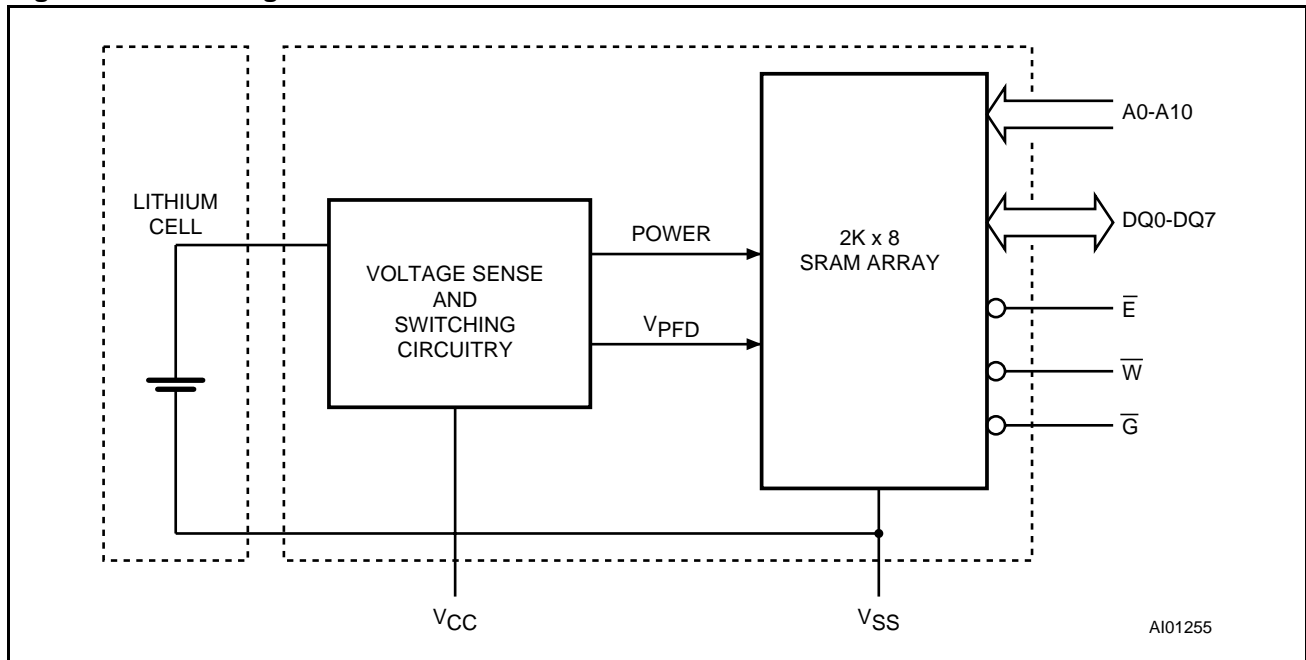 A0-A10
LITHIUM
CELL
DQ0-DQ7
POWER
2K x 8
SRAM ARRAY
VOLTAGE SENSE
AND
SWITCHING
CIRCUITRY
VPFD
E̅
W̅
G̅
VCC
VSS
AI01255